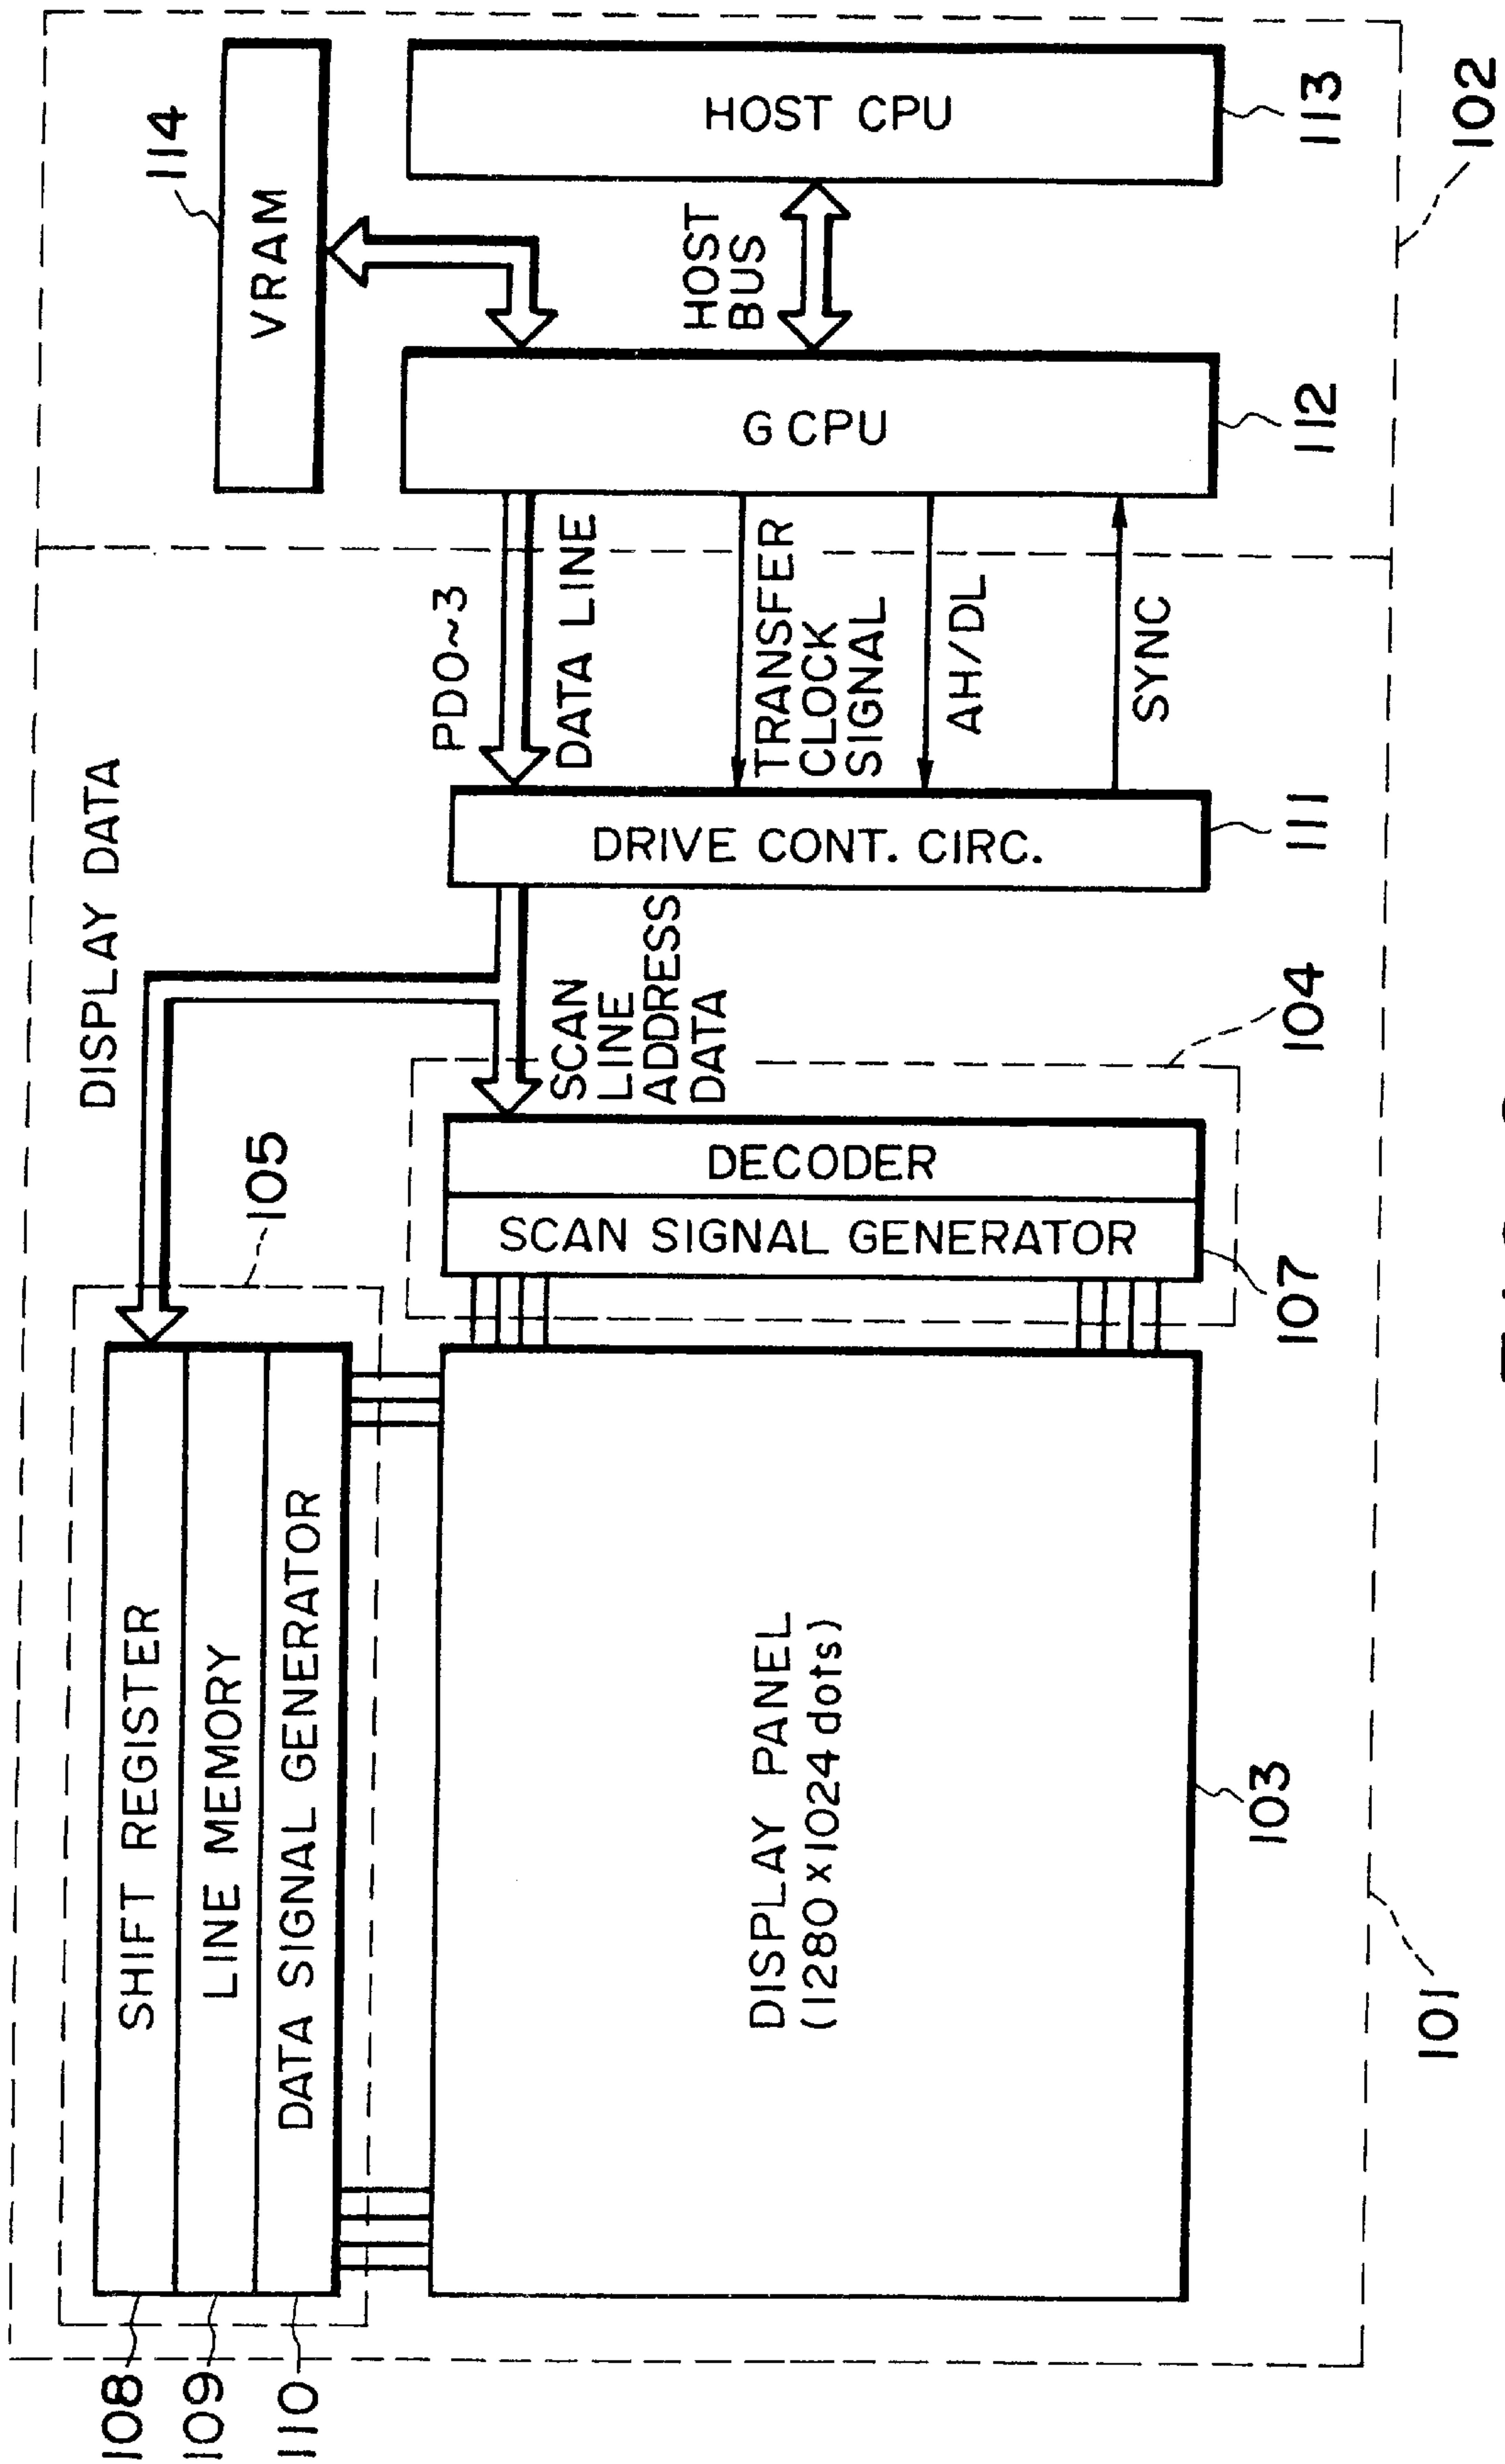 108
109
110
SHIFT REGISTER
LINE MEMORY
DATA SIGNAL GENERATOR
105
DISPLAY DATA
114
VRAM
DISPLAY PANEL
(1280×1024 dots)
103
SCAN SIGNAL GENERATOR
DECODER
107
104
SCAN
LINE
ADDRESS
DATA
DRIVE CONT. CIRC.
111
PD0~3
DATA LINE
TRANSFER
CLOCK
SIGNAL
AH/DL
SYNC
G CPU
112
HOST
BUS
HOST CPU
113
101
102